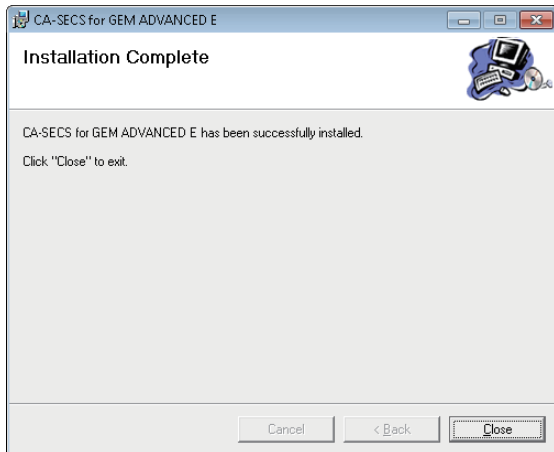 CA-SECS for GEM ADVANCED E
Installation Complete
CA-SECS for GEM ADVANCED E has been successfully installed.
Click "Close" to exit.
Cancel
< Back
Close